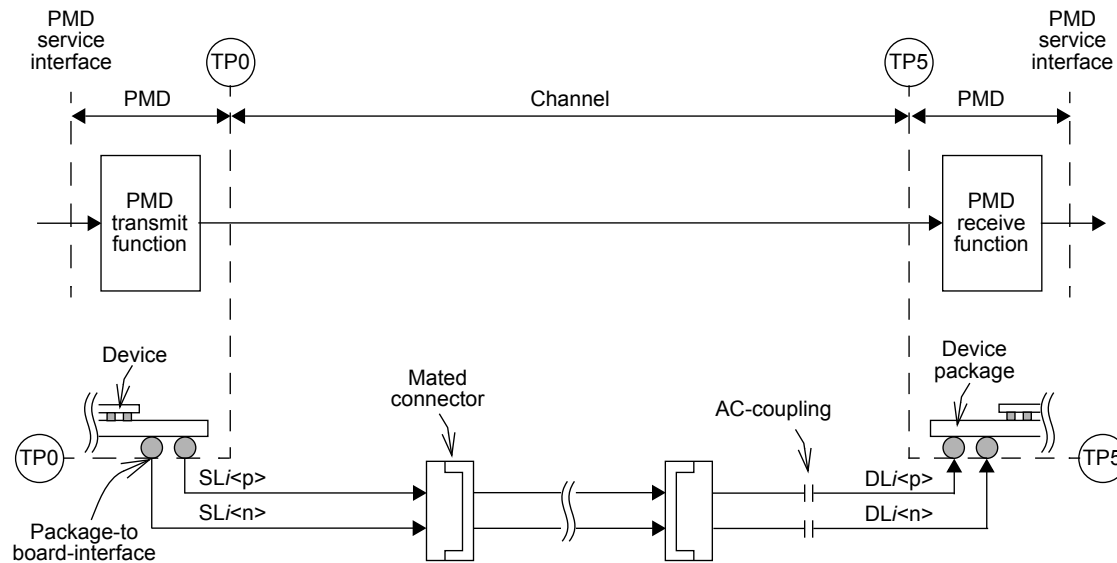 PMD
service
interface
TP0
TP5
PMD
service
interface
PMD
Channel
PMD
PMD
transmit
function
PMD
receive
function
Device
Mated
connector
AC-coupling
Device
package
TP0
TP5
SLi<p>
DLi<p>
SLi<n>
DLi<n>
Package-to
board-interface